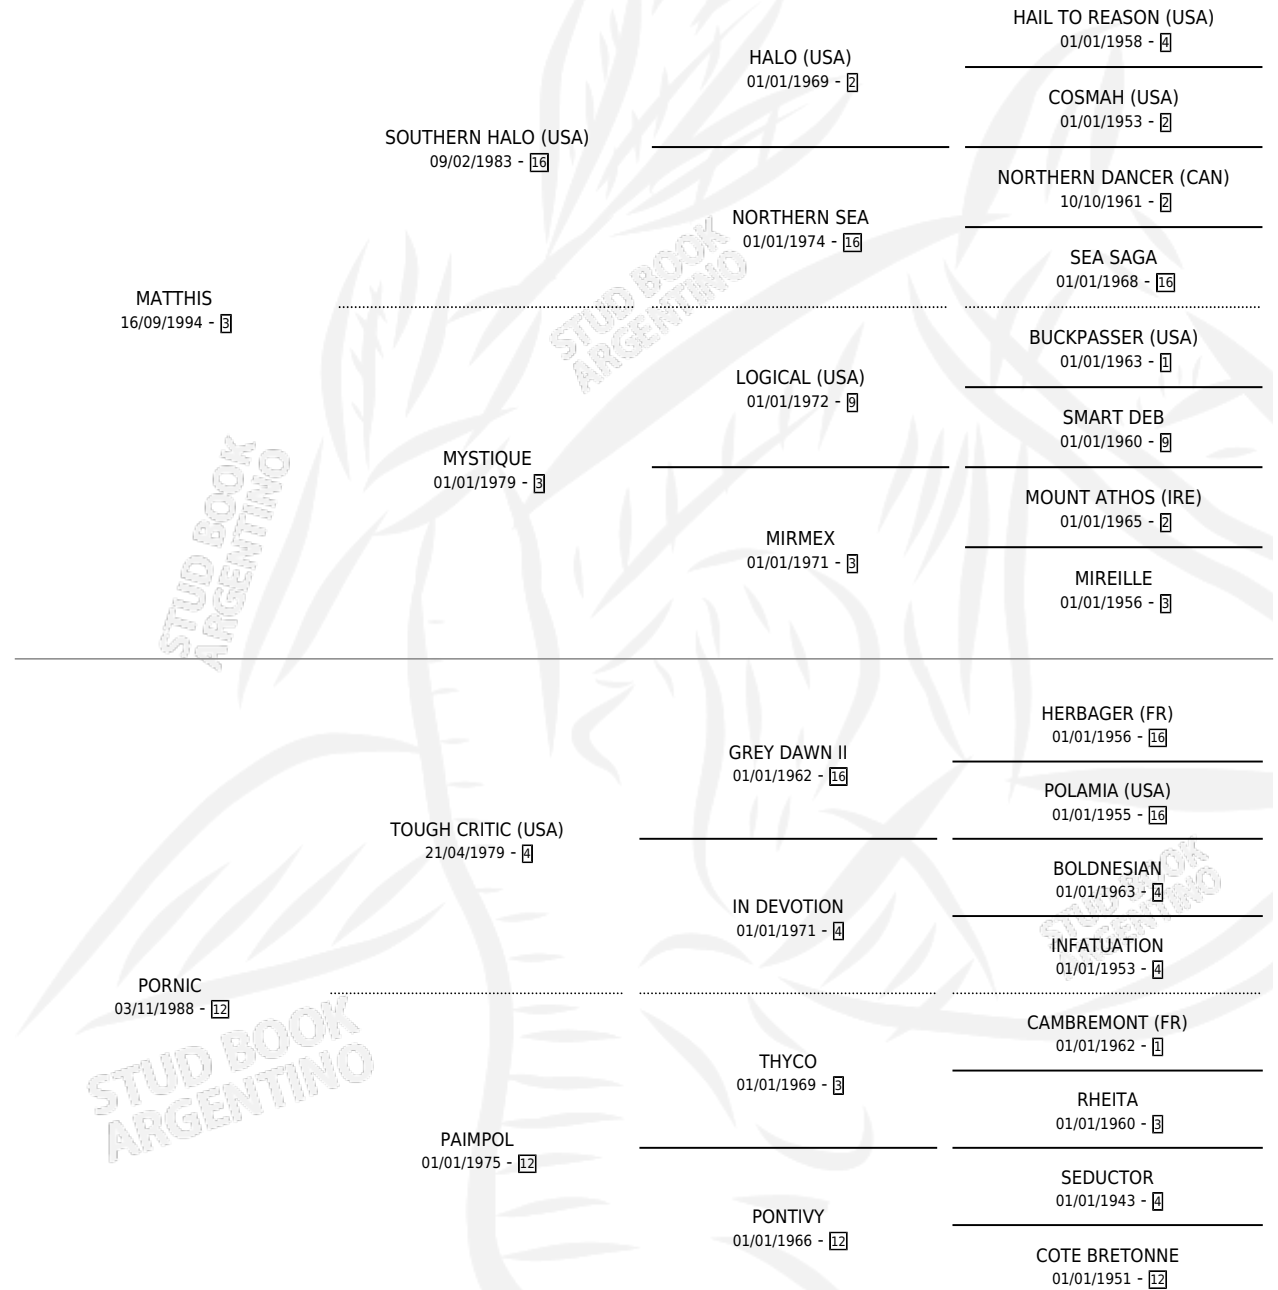 HAIL TO REASON (USA)
01/01/1958 - 4
HALO (USA)
01/01/1969 - 2
COSMAH (USA)
01/01/1953 - 2
SOUTHERN HALO (USA)
09/02/1983 - 16
NORTHERN DANCER (CAN)
10/10/1961 - 2
NORTHERN SEA
01/01/1974 - 16
SEA SAGA
01/01/1968 - 16
MATTHIS
16/09/1994 - 3
BUCKPASSER (USA)
01/01/1963 - 1
LOGICAL (USA)
01/01/1972 - 9
SMART DEB
01/01/1960 - 9
MYSTIQUE
01/01/1979 - 3
MOUNT ATHOS (IRE)
01/01/1965 - 2
MIRMEX
01/01/1971 - 3
MIREILLE
01/01/1956 - 3
HERBAGER (FR)
01/01/1956 - 16
GREY DAWN II
01/01/1962 - 16
POLAMIA (USA)
01/01/1955 - 16
TOUGH CRITIC (USA)
21/04/1979 - 4
BOLDNESIAN
01/01/1963 - 4
IN DEVOTION
01/01/1971 - 4
INFATUATION
01/01/1953 - 4
PORNIC
03/11/1988 - 12
CAMBREMONT (FR)
01/01/1962 - 1
THYCO
01/01/1969 - 3
RHEITA
01/01/1960 - 3
PAIMPOL
01/01/1975 - 12
SEDUCTOR
01/01/1943 - 4
PONTIVY
01/01/1966 - 12
COTE BRETONNE
01/01/1951 - 12
STUD BOOK
ARGENTINO
STUD BOOK
ARGENTINO
STUD BOOK
ARGENTINO
STUD BOOK
ARGENTINO